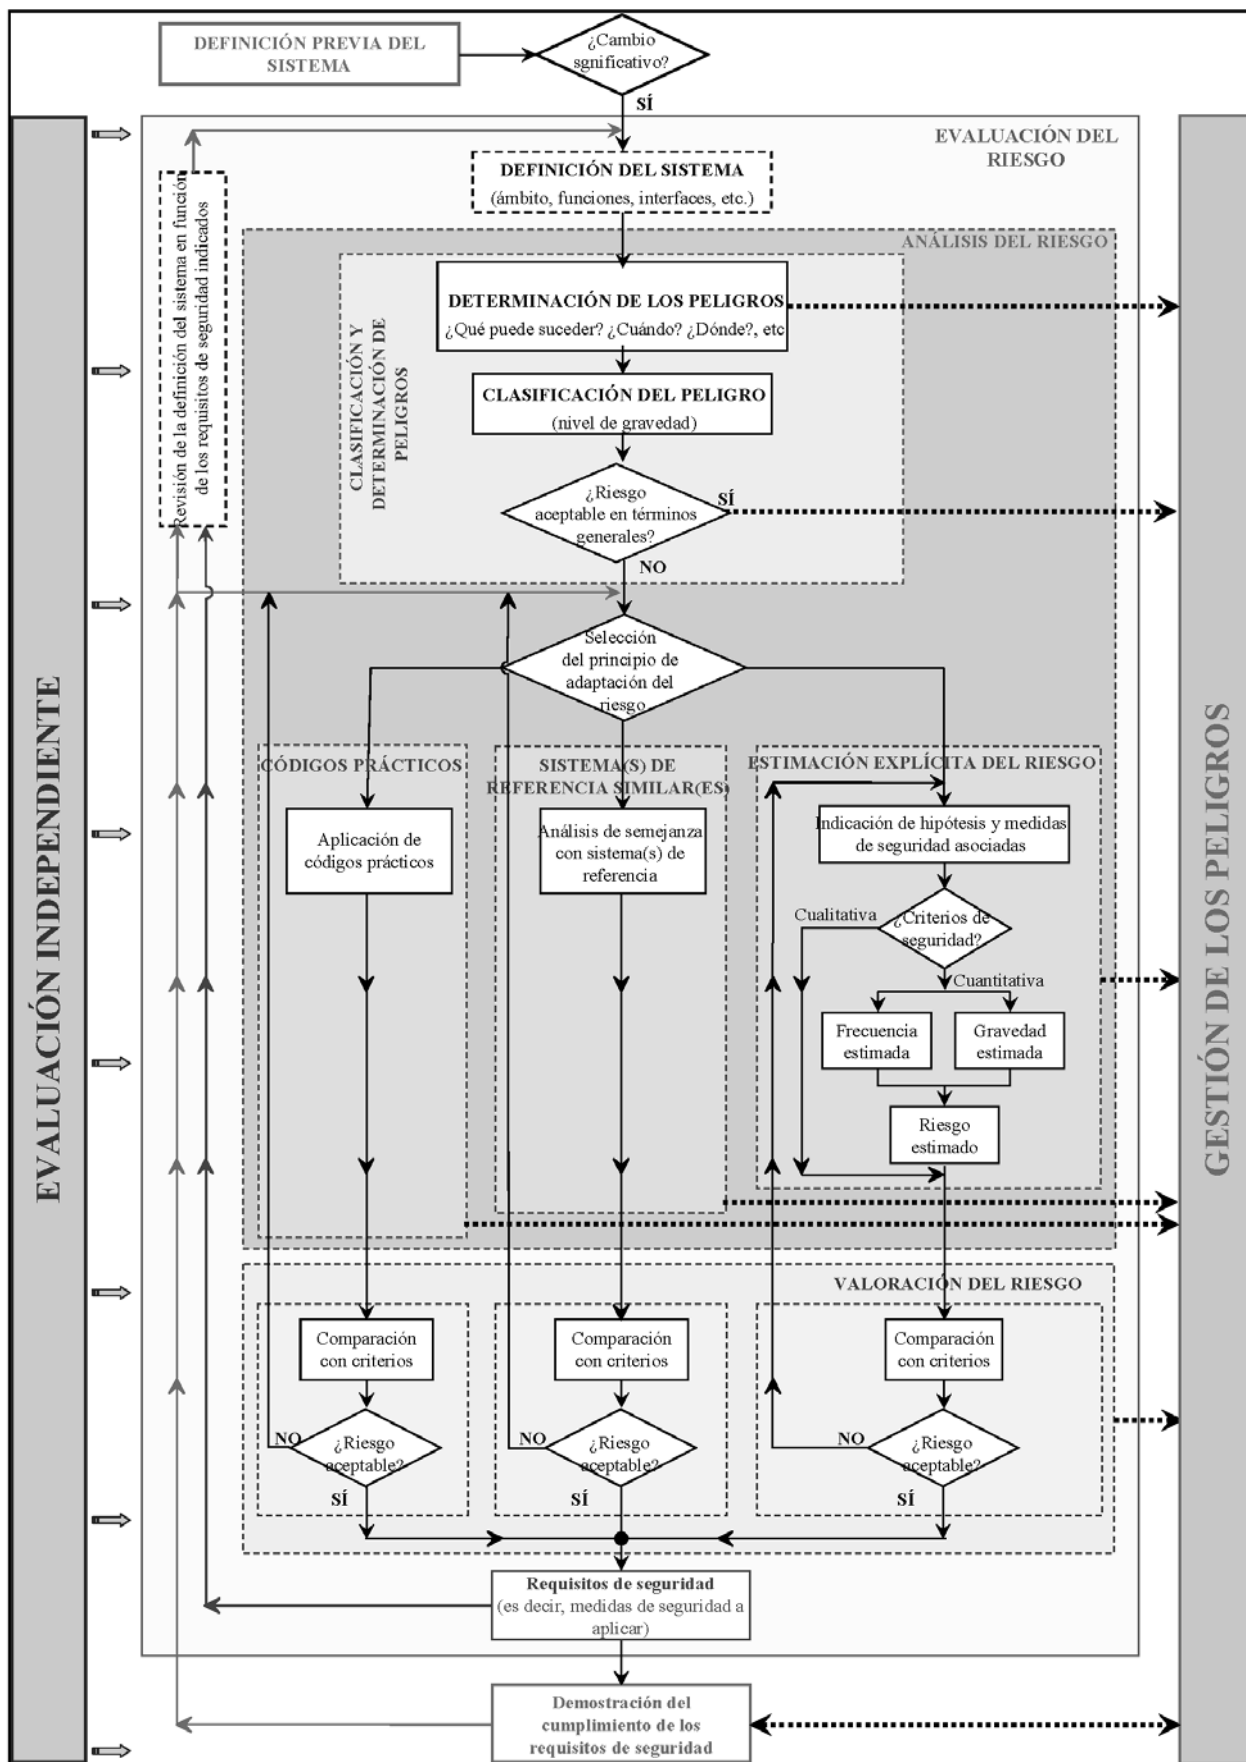 DEFINICIÓN PREVIA DEL
SISTEMA
¿Cambio
sgnificativo?
SÍ
EVALUACIÓN DEL
RIESGO
DEFINICIÓN DEL SISTEMA
(ámbito, funciones, interfaces, etc.)
Revisión de la definición del sistema en función
de los requisitos de seguridad indicados
ANÁLISIS DEL RIESGO
CLASIFICACIÓN Y
DETERMINACIÓN DE
PELIGROS
DETERMINACIÓN DE LOS PELIGROS
¿Qué puede suceder? ¿Cuándo? ¿Dónde?, etc
CLASIFICACIÓN DEL PELIGRO
(nivel de gravedad)
¿Riesgo
aceptable en términos
generales?
SÍ
NO
Selección
del principio de
adaptación del
riesgo
EVALUACIÓN INDEPENDIENTE
GESTIÓN DE LOS PELIGROS
CÓDIGOS PRÁCTICOS
Aplicación de
códigos prácticos
SISTEMA(S) DE
REFERENCIA SIMILAR(ES)
Análisis de semejanza
con sistema(s) de
referencia
ESTIMACIÓN EXPLÍCITA DEL RIESGO
Indicación de hipótesis y medidas
de seguridad asociadas
¿Criterios de
seguridad?
Cualitativa
Cuantitativa
Frecuencia
estimada
Gravedad
estimada
Riesgo
estimado
VALORACIÓN DEL RIESGO
Comparación
con criterios
¿Riesgo
aceptable?
NO
SÍ
Comparación
con criterios
¿Riesgo
aceptable?
NO
SÍ
Comparación
con criterios
¿Riesgo
aceptable?
NO
SÍ
Requisitos de seguridad
(es decir, medidas de seguridad a
aplicar)
Demostración del
cumplimiento de los
requisitos de seguridad